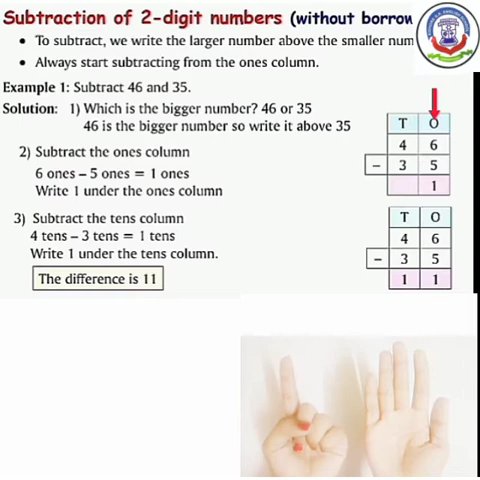 Subtraction of 2-digit numbers (without borrow
• To subtract, we write the larger number above the smaller num
• Always start subtracting from the ones column.
Example 1: Subtract 46 and 35.
Solution: 1) Which is the bigger number? 46 or 35
46 is the bigger number so write it above 35
T O
4 6
– 3 5
1
2) Subtract the ones column
6 ones – 5 ones = 1 ones
Write 1 under the ones column
3) Subtract the tens column
4 tens – 3 tens = 1 tens
Write 1 under the tens column.
The difference is 11
T O
4 6
– 3 5
1 1